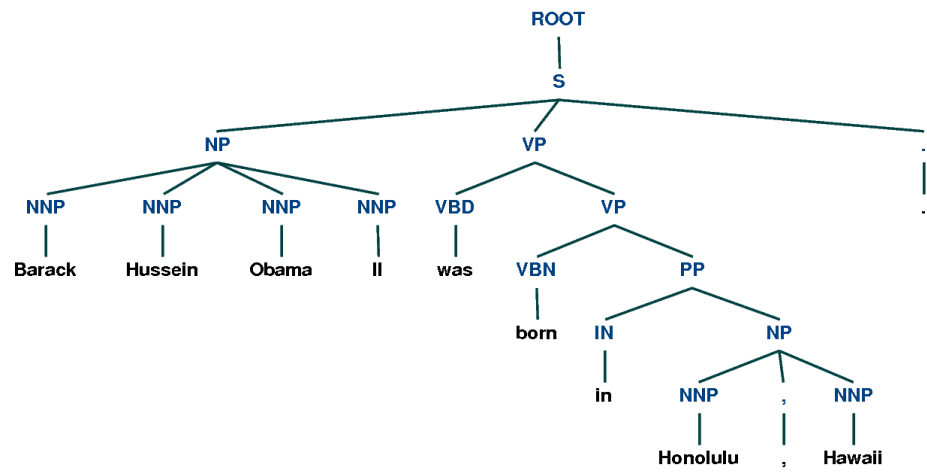 ROOT
S
NP VP .
NNP NNP NNP NNP VBD VP .
Barack Hussein Obama II was VBN PP
born IN NP
in NNP , NNP
Honolulu , Hawaii